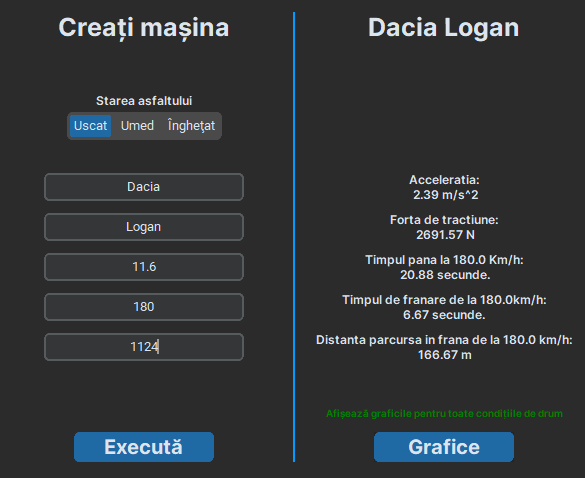 Creați mașina
Starea asfaltului
Uscat Umed Înghețat
Dacia
Logan
11.6
180
1124
Execută
Dacia Logan
Acceleratia:
2.39 m/s^2
Forta de tractiune:
2691.57 N
Timpul pana la 180.0 Km/h:
20.88 secunde.
Timpul de franare de la 180.0km/h:
6.67 secunde.
Distanta parcursa in frana de la 180.0 km/h:
166.67 m
Afișează graficile pentru toate condițiile de drum
Grafice